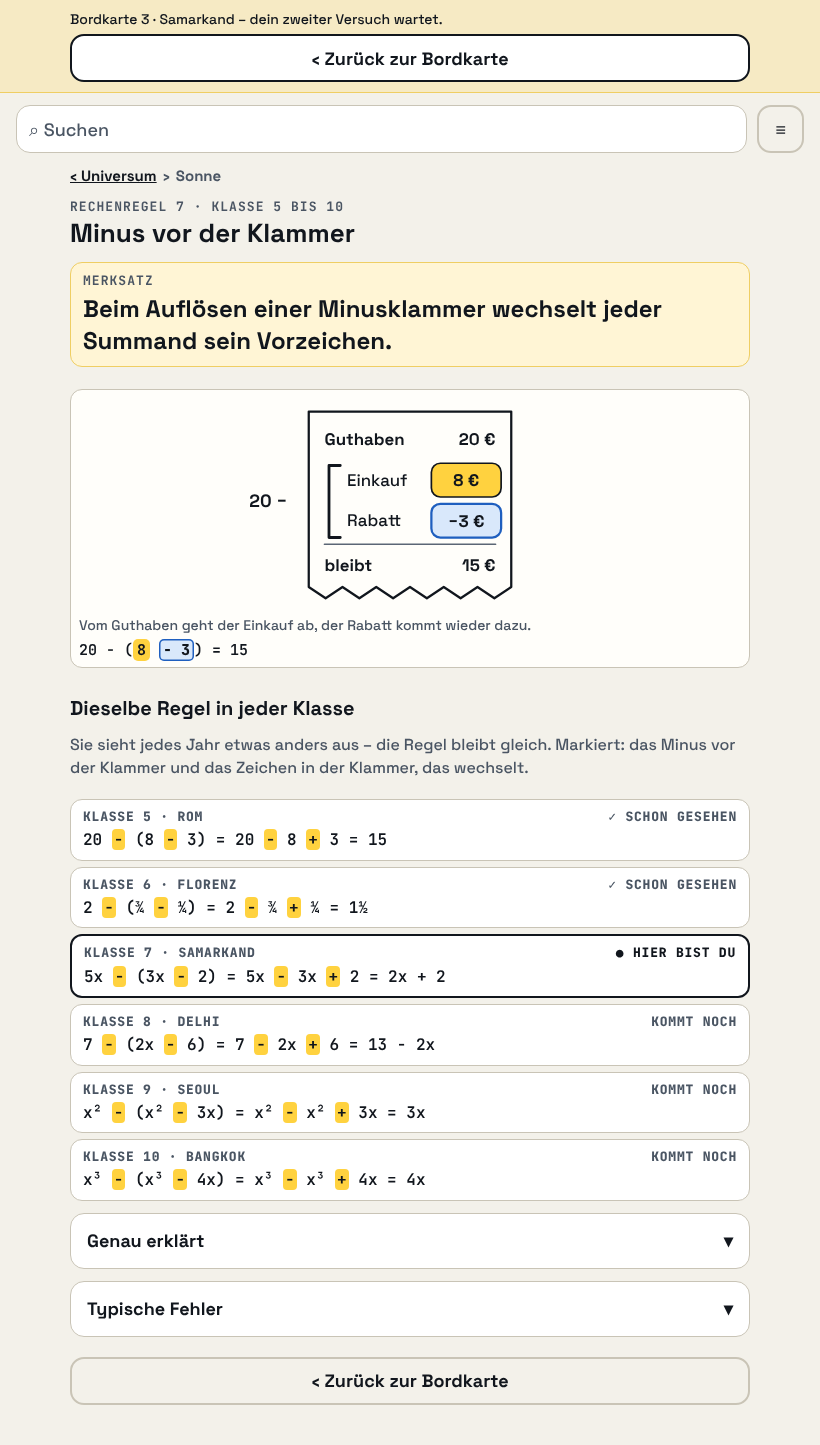 Bordkarte 3 · Samarkand – dein zweiter Versuch wartet.
< Zurück zur Bordkarte
⌕ Suchen
≡
< Universum > Sonne
RECHENREGEL 7 · KLASSE 5 BIS 10
Minus vor der Klammer
MERKSATZ
Beim Auflösen einer Minusklammer wechselt jeder
Summand sein Vorzeichen.
Guthaben 20 €
20 − [ Einkauf 8 €
Rabatt −3 €
bleibt 15 €
Vom Guthaben geht der Einkauf ab, der Rabatt kommt wieder dazu.
20 - (8 - 3) = 15
Dieselbe Regel in jeder Klasse
Sie sieht jedes Jahr etwas anders aus – die Regel bleibt gleich. Markiert: das Minus vor
der Klammer und das Zeichen in der Klammer, das wechselt.
KLASSE 5 · ROM ✓ SCHON GESEHEN
20 - (8 - 3) = 20 - 8 + 3 = 15
KLASSE 6 · FLORENZ ✓ SCHON GESEHEN
2 - (¾ - ¼) = 2 - ¾ + ¼ = 1½
KLASSE 7 · SAMARKAND ● HIER BIST DU
5x - (3x - 2) = 5x - 3x + 2 = 2x + 2
KLASSE 8 · DELHI KOMMT NOCH
7 - (2x - 6) = 7 - 2x + 6 = 13 - 2x
KLASSE 9 · SEOUL KOMMT NOCH
x² - (x² - 3x) = x² - x² + 3x = 3x
KLASSE 10 · BANGKOK KOMMT NOCH
x³ - (x³ - 4x) = x³ - x³ + 4x = 4x
Genau erklärt ▼
Typische Fehler ▼
< Zurück zur Bordkarte